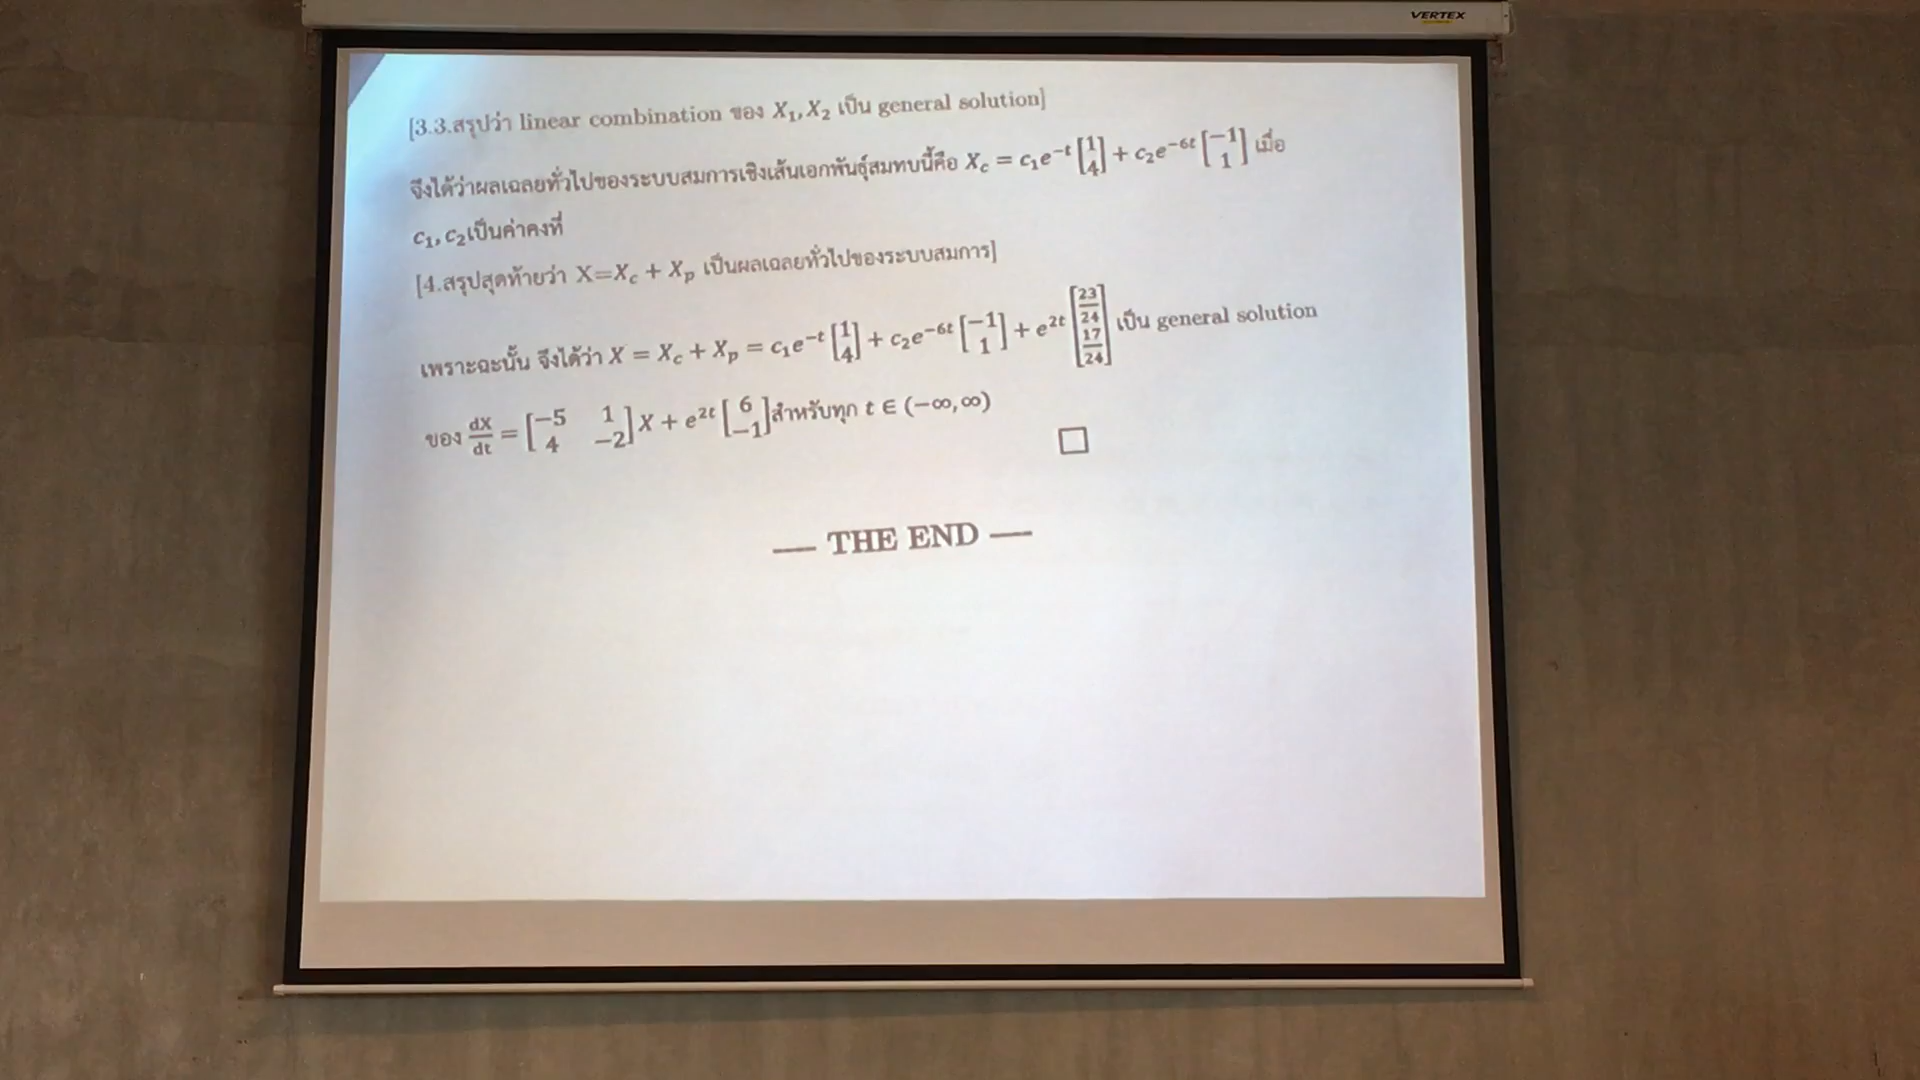 VERTEX
[3.3.สรุปว่า linear combination ของ X₁, X₂ เป็น general solution]
จึงได้ว่าผลเฉลยทั่วไปของระบบสมการเชิงเส้นเอกพันธุ์สมทบนี้คือ X_c = c₁e^{-t} [1; 4] + c₂e^{-6t} [-1; 1] เมื่อ
c₁, c₂เป็นค่าคงที่
[4.สรุปสุดท้ายว่า X=X_c + X_p เป็นผลเฉลยทั่วไปของระบบสมการ]
เพราะฉะนั้น จึงได้ว่า X = X_c + X_p = c₁e^{-t} [1; 4] + c₂e^{-6t} [-1; 1] + e^{2t} [23/24; 17/24] เป็น general solution
ของ dX/dt = [-5 1; 4 -2] X + e^{2t} [6; -1] สำหรับทุก t ∈ (-∞, ∞)
□
— THE END —